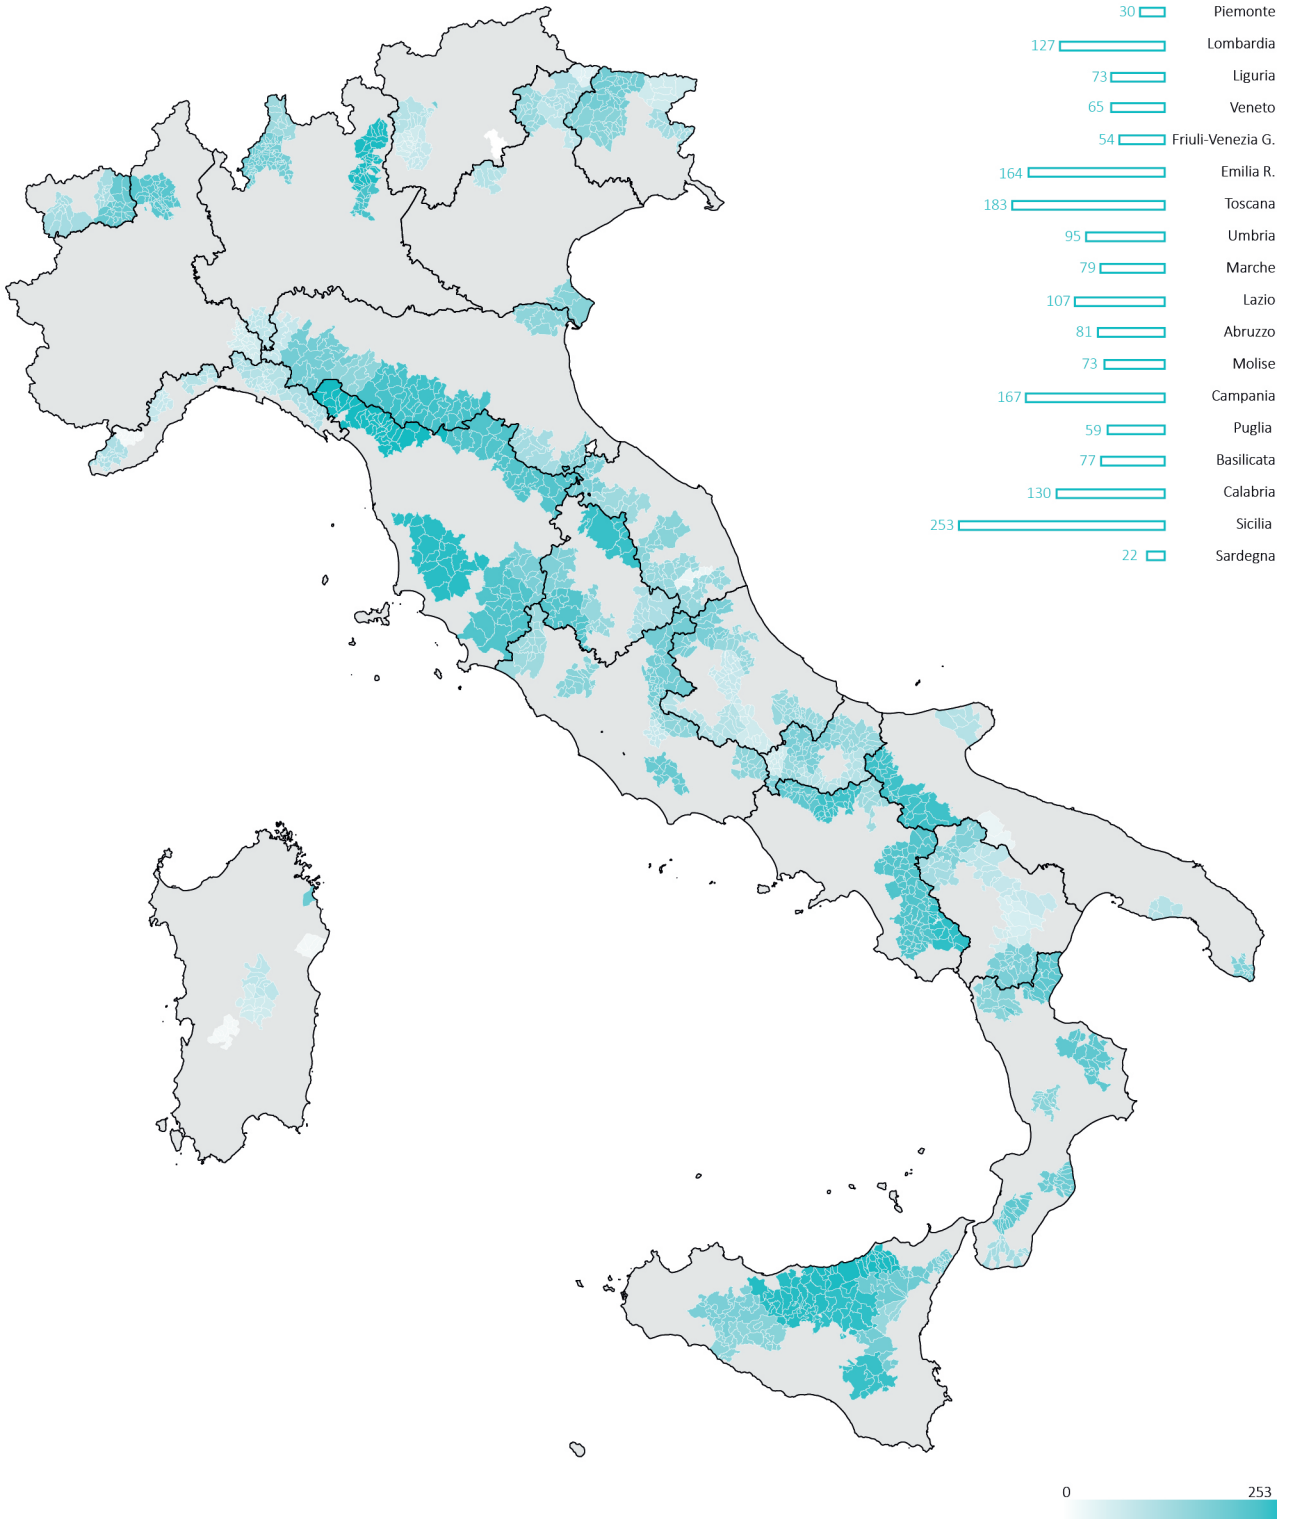 30 Piemonte
127 Lombardia
73 Liguria
65 Veneto
54 Friuli-Venezia G.
164 Emilia R.
183 Toscana
95 Umbria
79 Marche
107 Lazio
81 Abruzzo
73 Molise
167 Campania
59 Puglia
77 Basilicata
130 Calabria
253 Sicilia
22 Sardegna
0 253